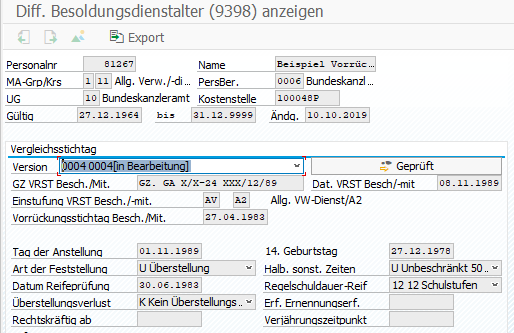 Diff. Besoldungsdienstalter (9398) anzeigen
Export
Personalnr 81267 Name Beispiel Vorrüc…
MA-Grp/Krs 1 11 Allg. Verw./-di… PersBer. 0006 Bundeskanzl…
UG 10 Bundeskanzleramt Kostenstelle 100048P
Gültig 27.12.1964 bis 31.12.9999 Ändg. 10.10.2019
Vergleichsstichtag
Version 0004 0004[in Bearbeitung] Geprüft
GZ VRST Besch./Mit. GZ. GA X/X-24 XXX/12/89 Dat. VRST Besch/-mit 08.11.1989
Einstufung VRST Besch./-mit. AV A2 Allg. VW-Dienst/A2
Vorrückungsstichtag Besch./Mit. 27.04.1983
Tag der Anstellung 01.11.1989 14. Geburtstag 27.12.1978
Art der Feststellung U Überstellung Halb. sonst. Zeiten U Unbeschränkt 50 …
Datum Reifeprüfung 30.06.1983 Regelschuldauer-Reif 12 12 Schulstufen
Überstellungsverlust K Kein Überstellungs… Erf. Ernennungserf.
Rechtskräftig ab Verjährungszeitpunkt